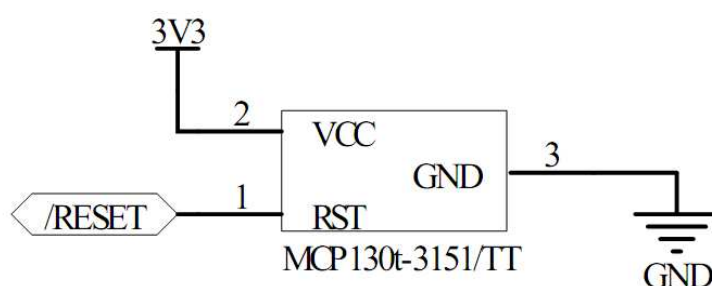 3V3
2
VCC
GND
3
/RESET
1
RST
MCP130t-3151/TT
GND